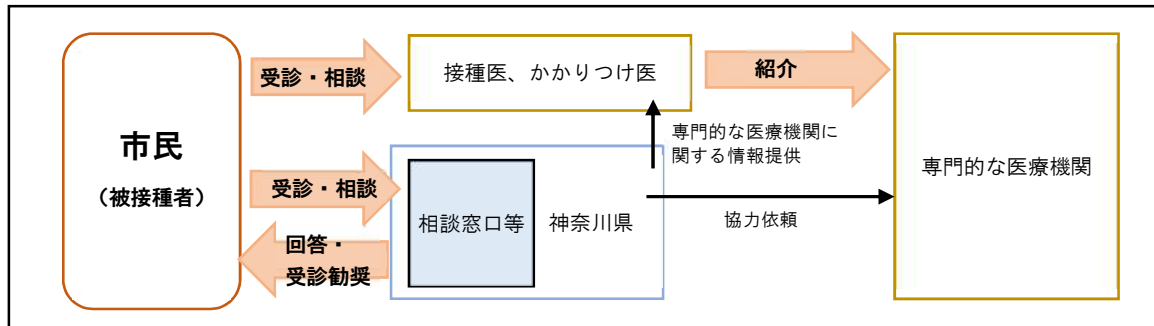 市民
（被接種者）
受診・相談
接種医、かかりつけ医
紹介
専門的な医療機関
専門的な医療機関に
関する情報提供
受診・相談
相談窓口等
神奈川県
協力依頼
回答・
受診勧奨